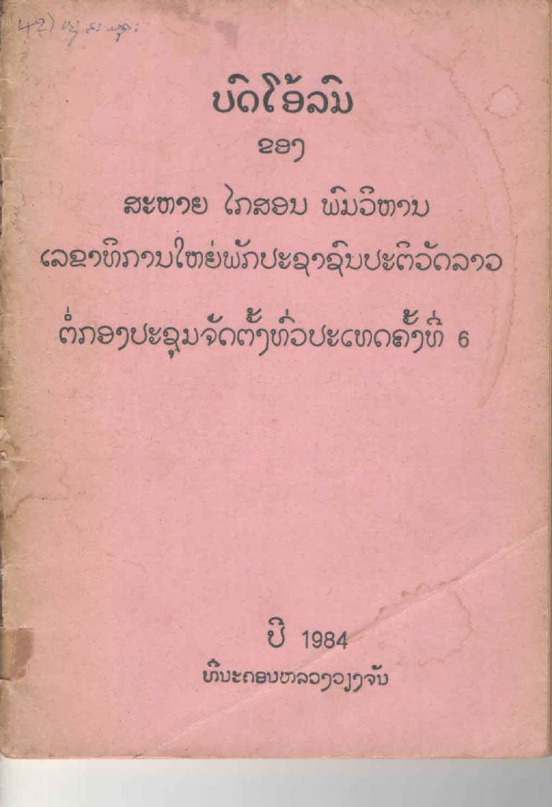 (42)
ບົດໂອ້ລົມ
ຂອງ
ສະຫາຍ ໄກສອນ ພົມວິຫານ
ເລຂາທິການໃຫຍ່ພັກປະຊາຊົນປະຕິວັດລາວ
ຕໍ່ກອງປະຊຸມຈັດຕັ້ງທົ່ວປະເທດຄັ້ງທີ່ 6
ປີ 1984
ທີ່ນະຄອນຫລວງວຽງຈັນ